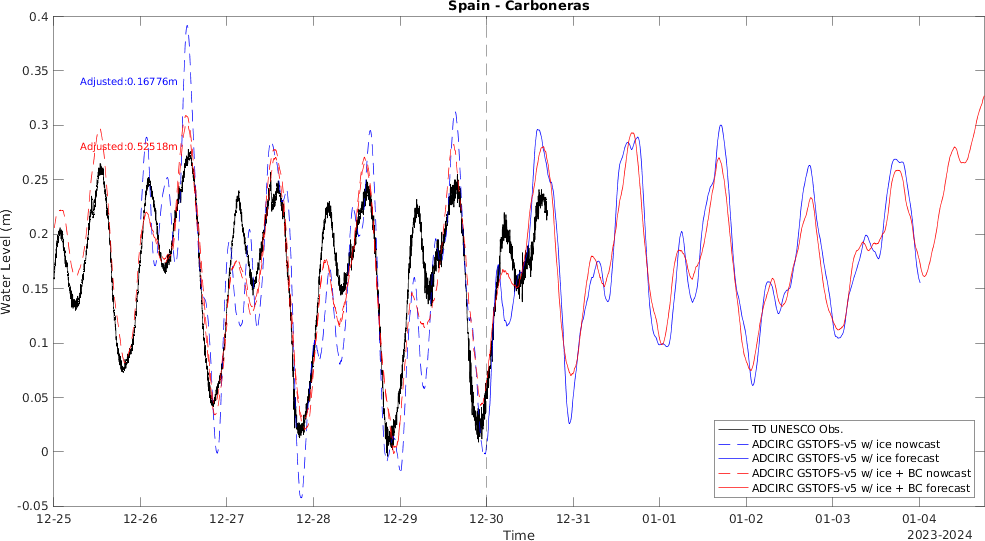 Spain - Carboneras
0.4
0.35
0.3
0.25
0.2
0.15
0.1
0.05
0
-0.05
Water Level (m)
Adjusted:0.16776m
Adjusted:0.52518m
TD UNESCO Obs.
ADCIRC GSTOFS-v5 w/ ice nowcast
ADCIRC GSTOFS-v5 w/ ice forecast
ADCIRC GSTOFS-v5 w/ ice + BC nowcast
ADCIRC GSTOFS-v5 w/ ice + BC forecast
12-25 12-26 12-27 12-28 12-29 12-30 12-31 01-01 01-02 01-03 01-04
Time
2023-2024